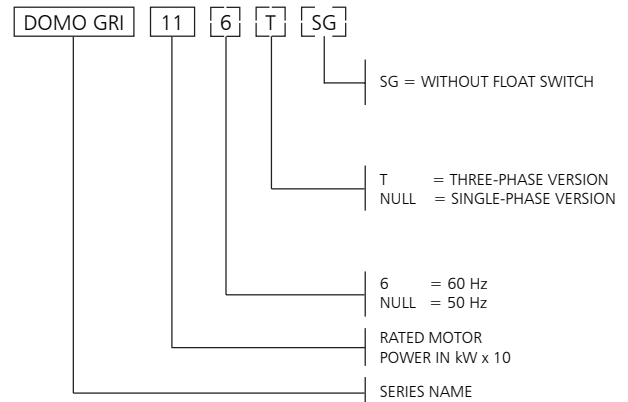 DOMO GRI 11 6 T SG
SG = WITHOUT FLOAT SWITCH
T = THREE-PHASE VERSION
NULL = SINGLE-PHASE VERSION
6 = 60 Hz
NULL = 50 Hz
RATED MOTOR
POWER IN kW x 10
SERIES NAME